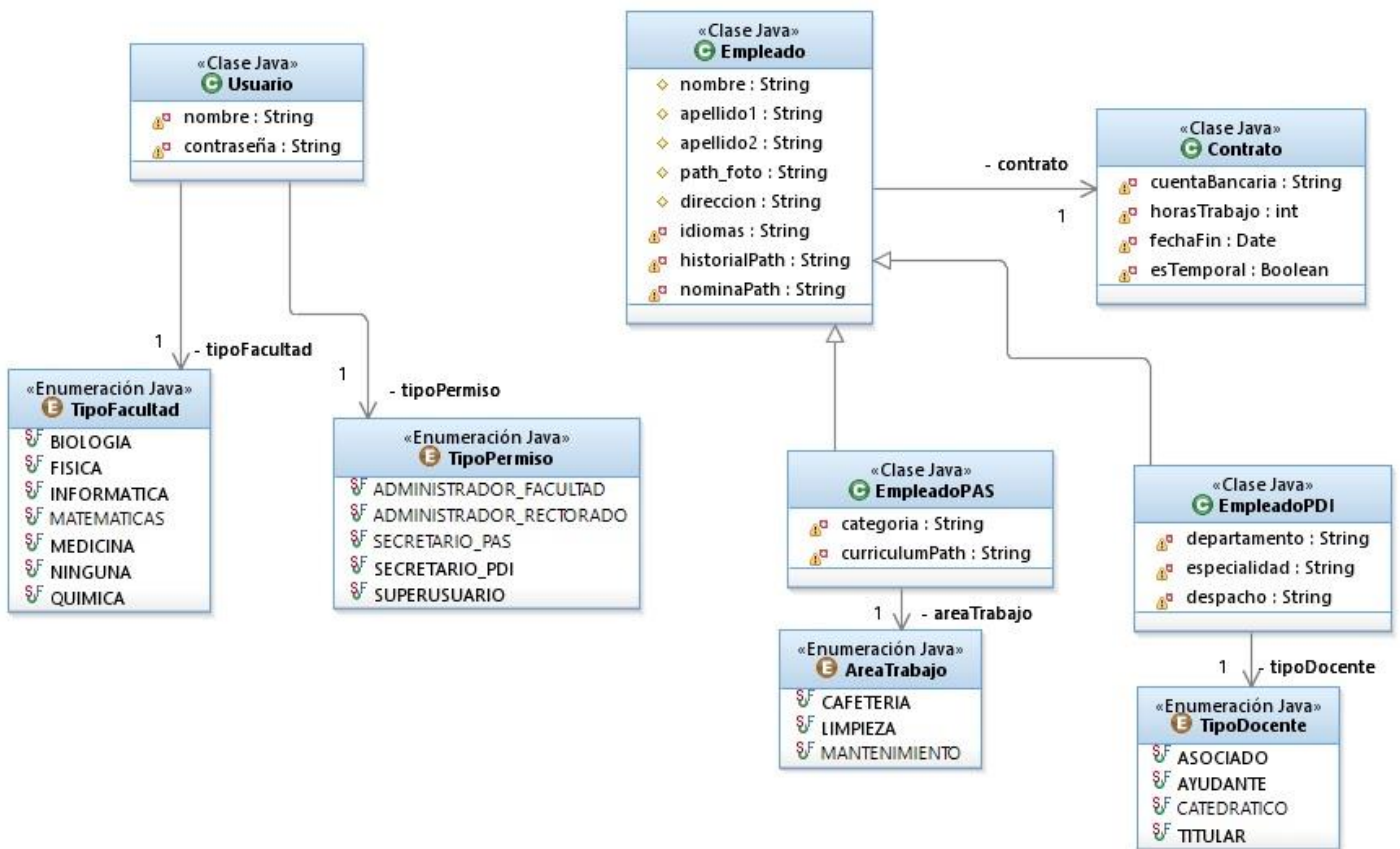 «Clase Java»
Usuario
nombre : String
contraseña : String
1
- tipoFacultad
1
- tipoPermiso
«Enumeración Java»
TipoFacultad
BIOLOGIA
FISICA
INFORMATICA
MATEMATICAS
MEDICINA
NINGUNA
QUIMICA
«Enumeración Java»
TipoPermiso
ADMINISTRADOR_FACULTAD
ADMINISTRADOR_RECTORADO
SECRETARIO_PAS
SECRETARIO_PDI
SUPERUSUARIO
«Clase Java»
Empleado
nombre : String
apellido1 : String
apellido2 : String
path_foto : String
direccion : String
idiomas : String
historialPath : String
nominaPath : String
- contrato
1
«Clase Java»
Contrato
cuentaBancaria : String
horasTrabajo : int
fechaFin : Date
esTemporal : Boolean
«Clase Java»
EmpleadoPAS
categoria : String
curriculumPath : String
1
- areaTrabajo
«Enumeración Java»
AreaTrabajo
CAFETERIA
LIMPIEZA
MANTENIMIENTO
«Clase Java»
EmpleadoPDI
departamento : String
especialidad : String
despacho : String
1
- tipoDocente
«Enumeración Java»
TipoDocente
ASOCIADO
AYUDANTE
CATEDRATICO
TITULAR